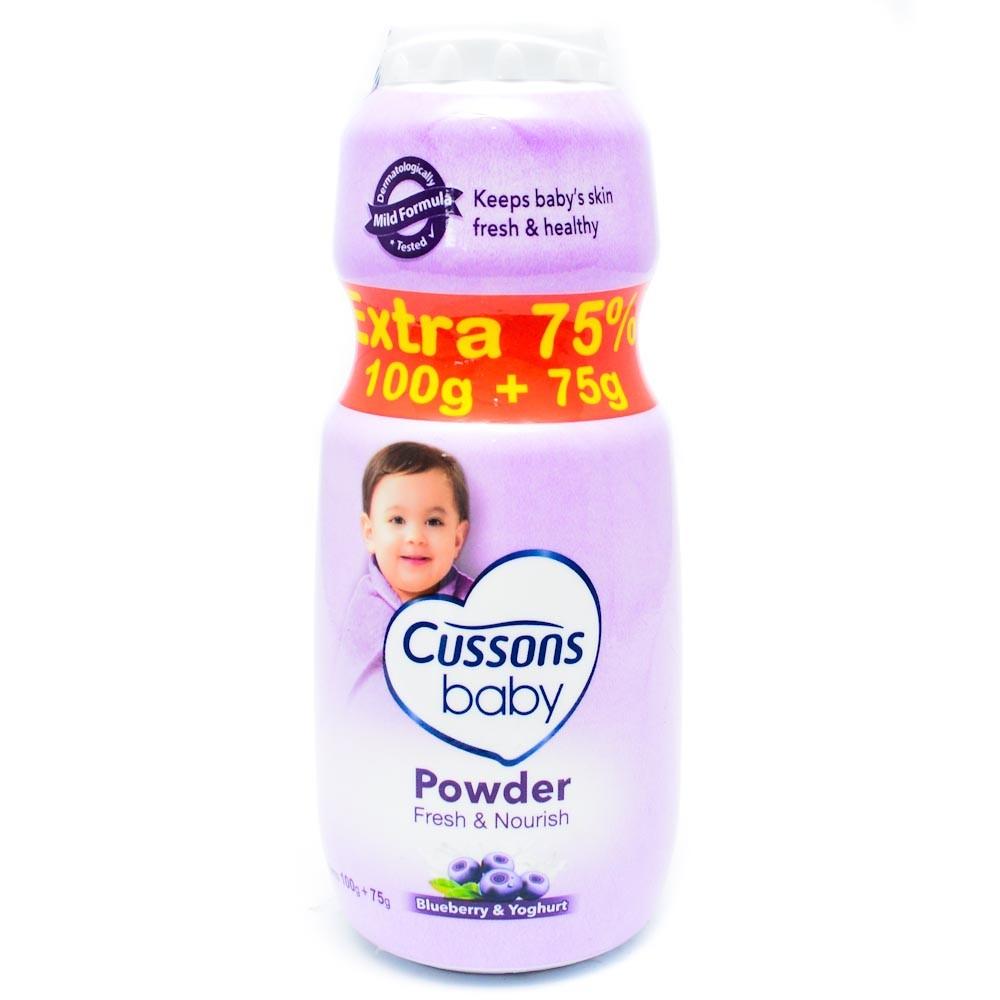 Dermatologically
Mild Formula
Tested
Keeps baby's skin
fresh & healthy
Extra 75%
100g + 75g
Cussons
baby
Powder
Fresh & Nourish
Blueberry & Yoghurt
100g + 75g